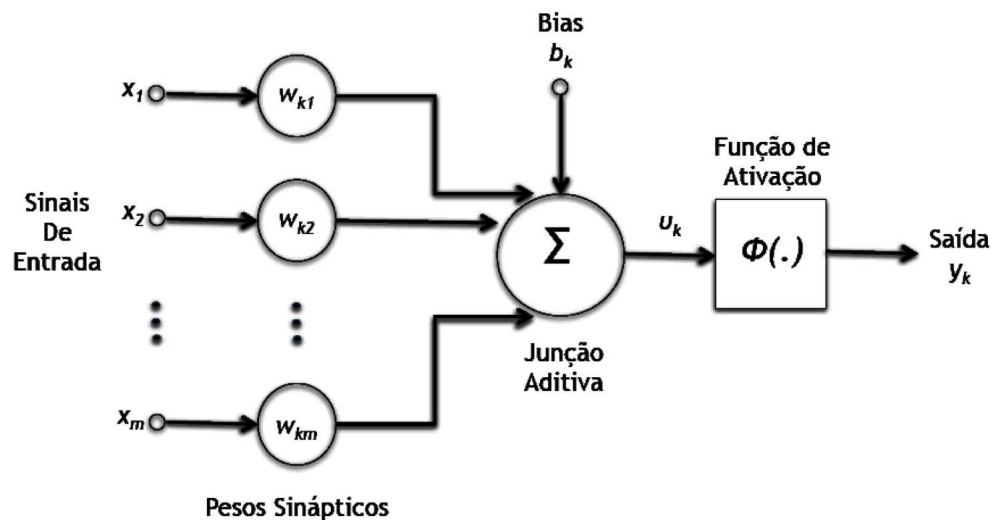 Bias
b_k
x_1
w_k1
Função de
Ativação
Sinais
De
Entrada
x_2
w_k2
Σ
υ_k
Φ(.)
Saída
y_k
Junção
Aditiva
x_m
w_km
Pesos Sinápticos